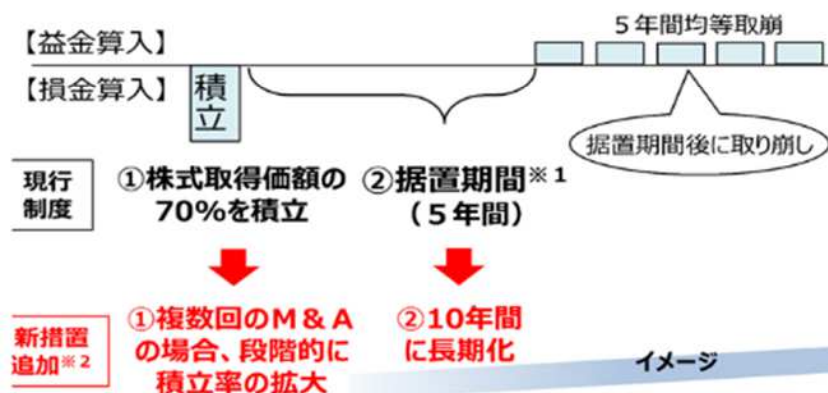 【益金算入】
5年間均等取崩
【損金算入】
積
立
据置期間後に取り崩し
現行
制度
①株式取得価額の
70%を積立
②据置期間※1
(5年間)
新措置
追加※2
①複数回のM&A
の場合、段階的に
積立率の拡大
②10年間
に長期化
イメージ